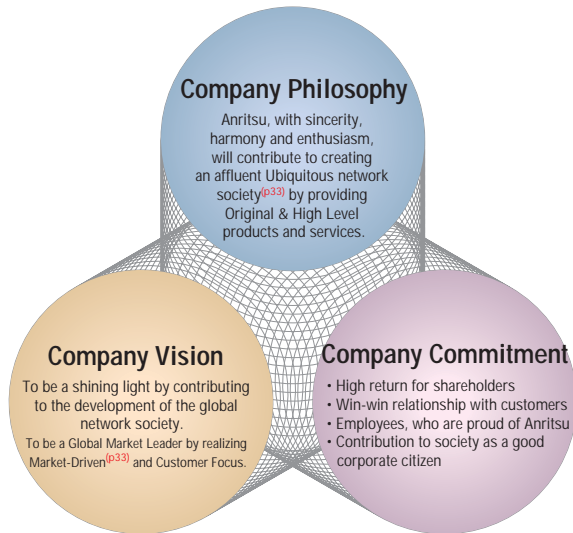 Company Philosophy
Anritsu, with sincerity,
harmony and enthusiasm,
will contribute to creating
an affluent Ubiquitous network
society(p33) by providing
Original & High Level
products and services.
Company Vision
To be a shining light by contributing
to the development of the global
network society.
To be a Global Market Leader by realizing
Market-Driven(p33) and Customer Focus.
Company Commitment
• High return for shareholders
• Win-win relationship with customers
• Employees, who are proud of Anritsu
• Contribution to society as a good
corporate citizen